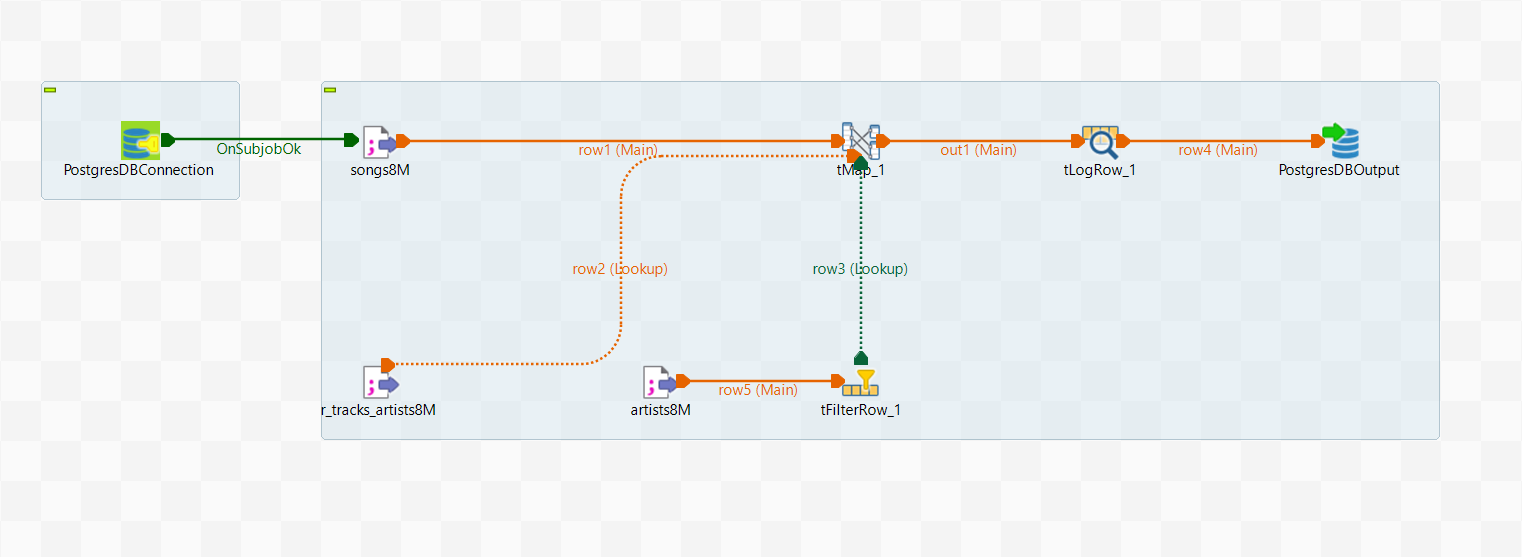 OnSubjobOk
PostgresDBConnection
songs8M
row1 (Main)
tMap_1
out1 (Main)
tLogRow_1
row4 (Main)
PostgresDBOutput
row2 (Lookup)
row3 (Lookup)
r_tracks_artists8M
artists8M
row5 (Main)
tFilterRow_1